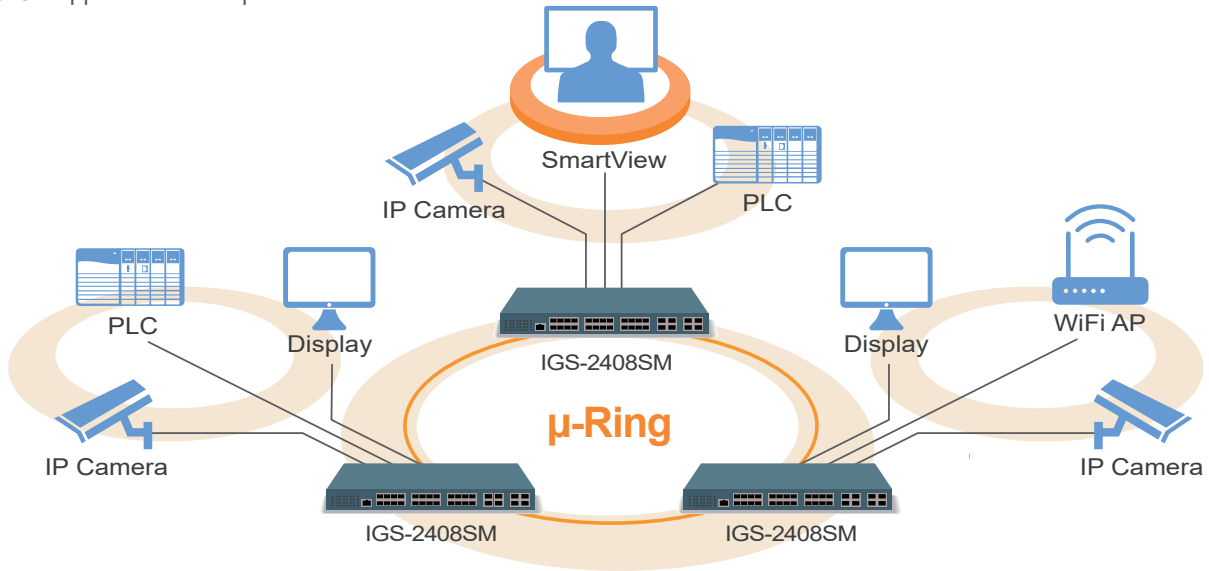 SmartView
IP Camera
PLC
PLC
Display
IGS-2408SM
Display
WiFi AP
µ-Ring
IP Camera
IP Camera
IGS-2408SM
IGS-2408SM